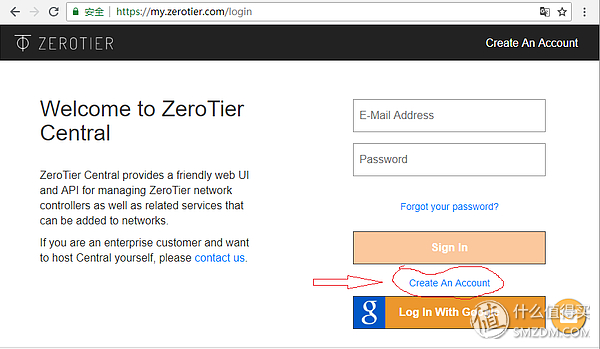 安全 https://my.zerotier.com/login
ZEROTIER
Create An Account
Welcome to ZeroTier
Central
ZeroTier Central provides a friendly web UI
and API for managing ZeroTier network
controllers as well as related services that
can be added to networks.
If you are an enterprise customer and want
to host Central yourself, please contact us.
E-Mail Address
Password
Forgot your password?
Sign In
Create An Account
g
Log In With Go
值 什么值得买
SMZDM.COM